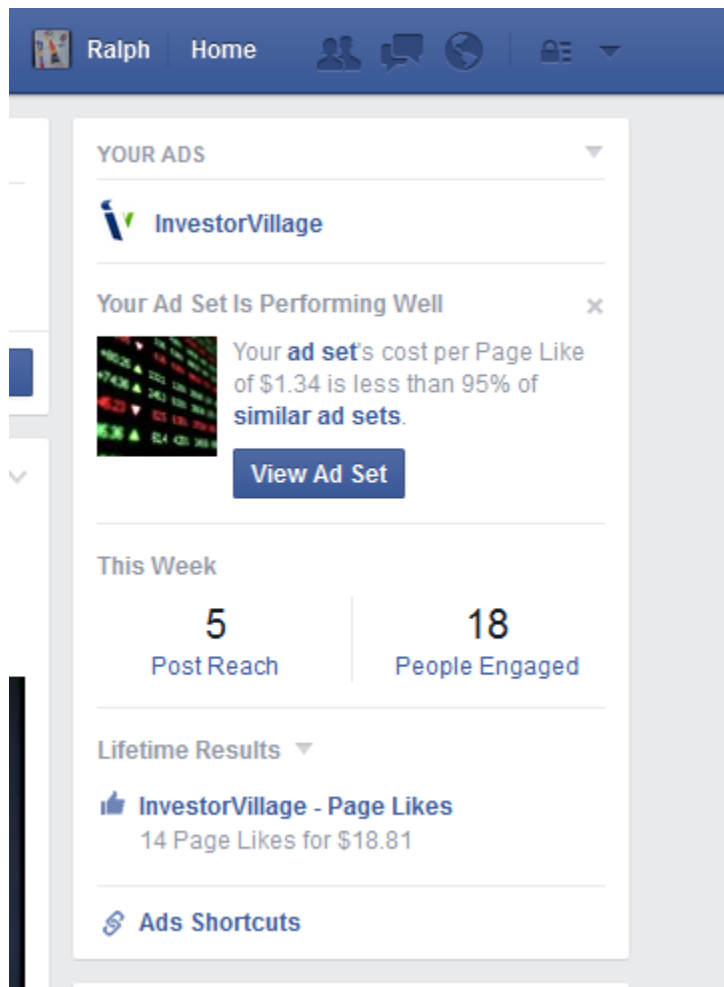 Ralph Home
YOUR ADS
InvestorVillage
Your Ad Set Is Performing Well
Your ad set's cost per Page Like
of $1.34 is less than 95% of
similar ad sets.
View Ad Set
This Week
5 18
Post Reach People Engaged
Lifetime Results
InvestorVillage - Page Likes
14 Page Likes for $18.81
Ads Shortcuts